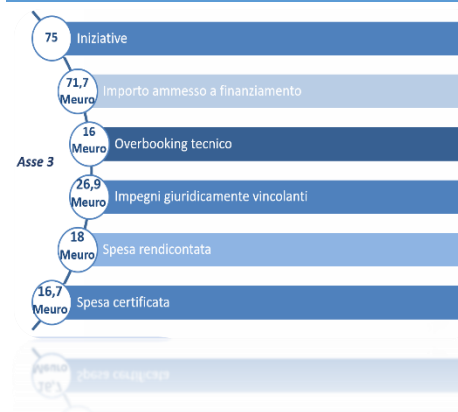 75 Iniziative
71,7 Meuro Importo ammesso a finanziamento
16 Meuro Overbooking tecnico
Asse 3
26,9 Meuro Impegni giuridicamente vincolanti
18 Meuro Spesa rendicontata
16,7 Meuro Spesa certificata